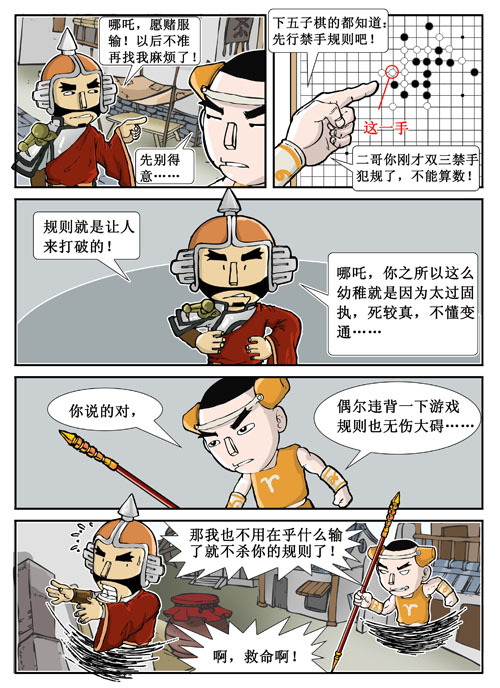 哪吒，愿赌服
输！以后不准
再找我麻烦了！
先别得
意……
下五子棋的都知道：
先行禁手规则吧！
这一手
二哥你刚才双三禁手
犯规了，不能算数！
规则就是让人
来打破的！
哪吒，你之所以这么
幼稚就是因为太过固
执，死较真，不懂变
通……
你说的对，
偶尔违背一下游戏
规则也无伤大碍……
那我也不用在乎什么输
了就不杀你的规则了！
啊，救命啊！